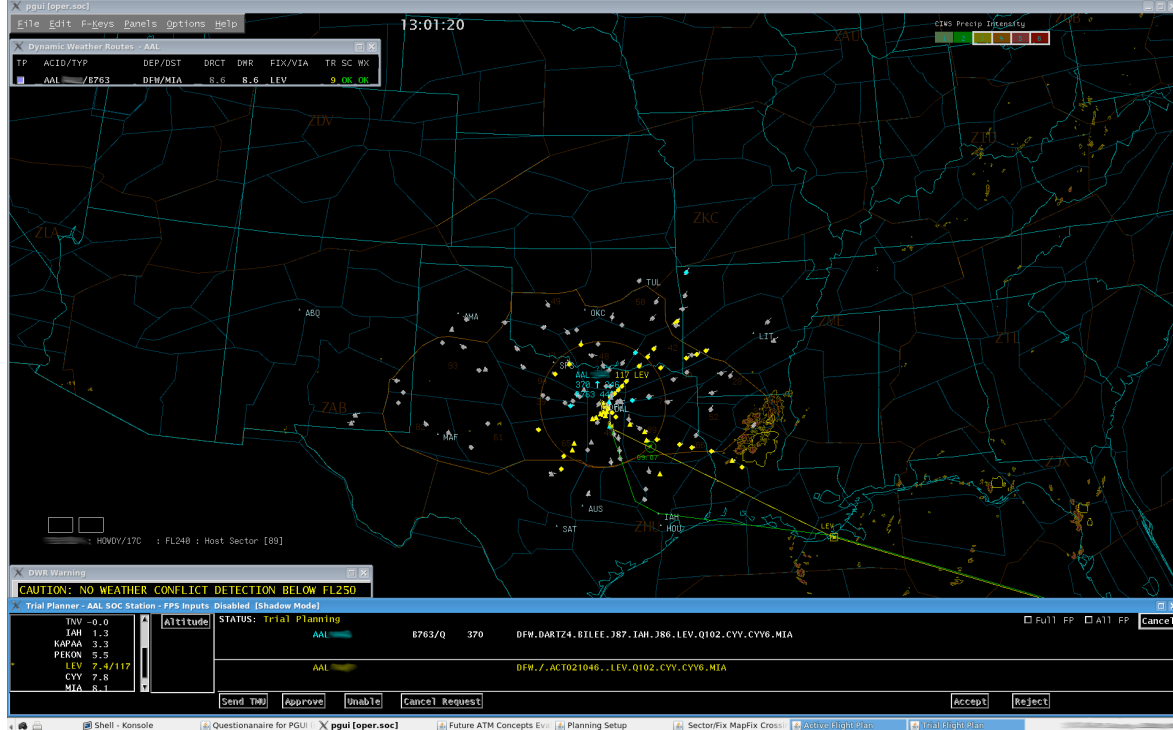 pgui [oper.soc]
File Edit F-Keys Panels Options Help
13:01:20
CIWS Precip Intensity
Dynamic Weather Routes - AAL
TP ACID/TYP DEP/DST DRCT DWR FIX/VIA TR SC WX
AAL /B763 DFW/MIA 8.6 8.6 LEV 9 OK OK
ZDV
ZKC
ZLA
ZAB
ZTL
TUL
ABQ
AMA
OKC
LIT
SPS
AAL 117 LEV
DAL
MAF
AUS
IAH
SAT
HOU
LEV
: HOWDY/17C : FL240 : Host Sector [89]
DWR Warning
CAUTION: NO WEATHER CONFLICT DETECTION BELOW FL250
Trial Planner - AAL SOC Station - FPS Inputs Disabled [Shadow Mode]
TNV -0.0
IAH 1.3
KAPAA 3.3
PEKON 5.5
* LEV 7.4/117
CYY 7.8
MIA 8.1
Altitude
STATUS: Trial Planning
Full FP All FP Cancel
AAL B763/Q 370 DFW.DARTZ4.BILEE.J87.IAH.J86.LEV.Q102.CYY.CYY6.MIA
AAL DFW./.ACT021046..LEV.Q102.CYY.CYY6.MIA
Send TMU Approve Unable Cancel Request Accept Reject
Shell - Konsole Questionanaire for PGUI pgui [oper.soc] Future ATM Concepts Eva Planning Setup Sector/Fix MapFix Crossi Active Flight Plan Trial Flight Plan